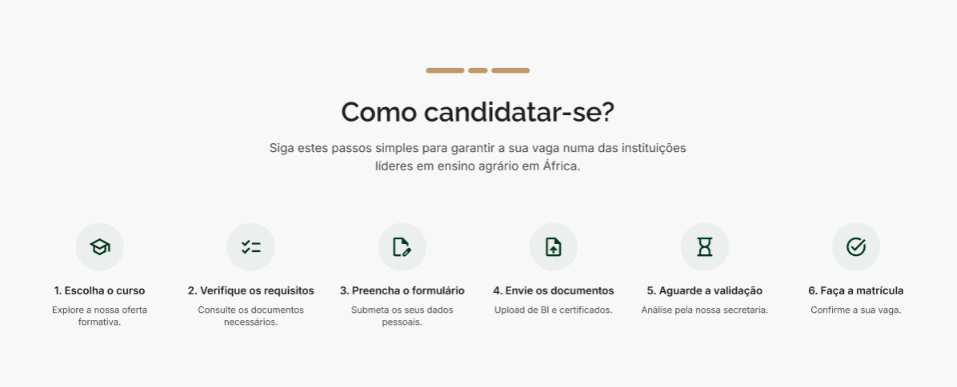 Como candidatar-se?
Siga estes passos simples para garantir a sua vaga numa das instituições
líderes em ensino agrário em África.
1. Escolha o curso
Explore a nossa oferta
formativa.
2. Verifique os requisitos
Consulte os documentos
necessários.
3. Preencha o formulário
Submeta os seus dados
pessoais.
4. Envie os documentos
Upload de BI e certificados.
5. Aguarde a validação
Análise pela nossa secretaria.
6. Faça a matrícula
Confirme a sua vaga.